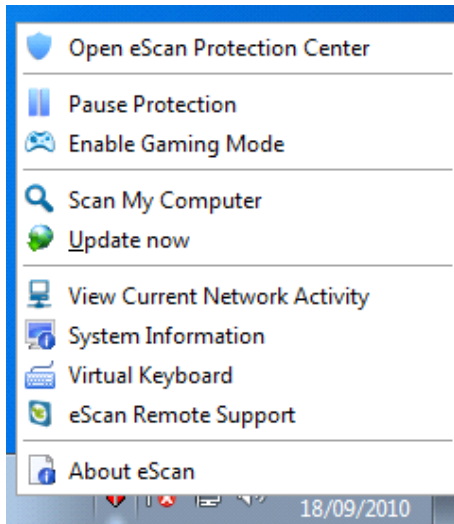 Open eScan Protection Center
Pause Protection
Enable Gaming Mode
Scan My Computer
Update now
View Current Network Activity
System Information
Virtual Keyboard
eScan Remote Support
About eScan
18/09/2010